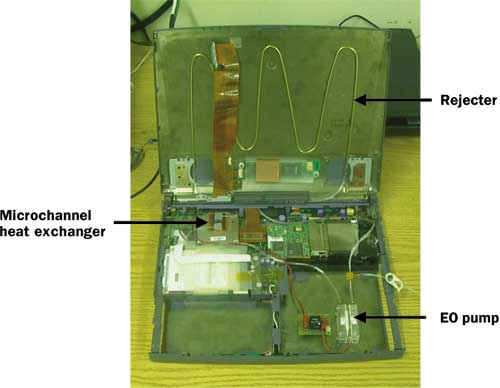 Rejecter
Microchannel
heat exchanger
EO pump